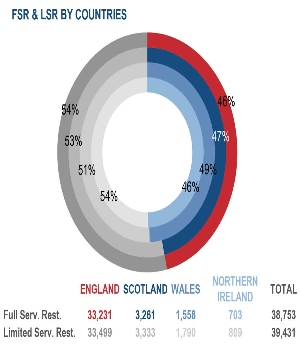 FSR & LSR BY COUNTRIES
46%
54%
47%
53%
49%
51%
46%
54%
ENGLAND SCOTLAND WALES NORTHERN IRELAND TOTAL
Full Serv. Rest. 33,231 3,261 1,558 703 38,753
Limited Serv. Rest. 33,499 3,333 1,790 809 39,431